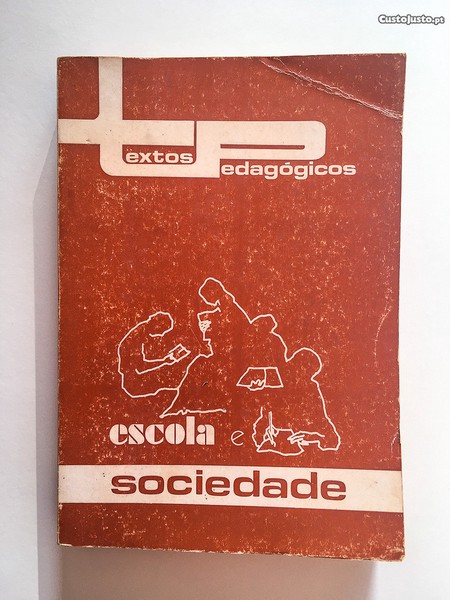 CustoJusto.pt
textos
pedagógicos
escola e
sociedade